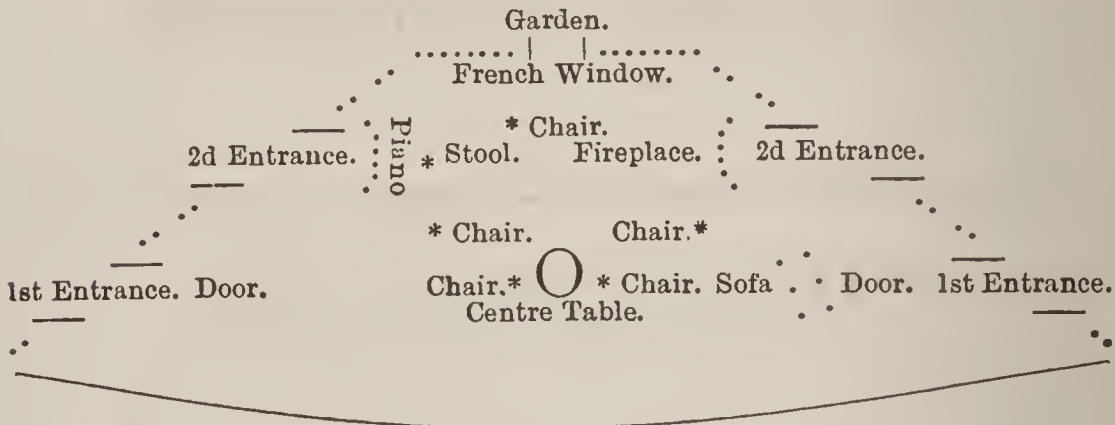 Garden.
French Window.
* Chair.
2d Entrance. Piano * Stool. Fireplace. 2d Entrance.
* Chair. Chair.*
1st Entrance. Door. Chair.* O * Chair. Sofa Door. 1st Entrance.
Centre Table.